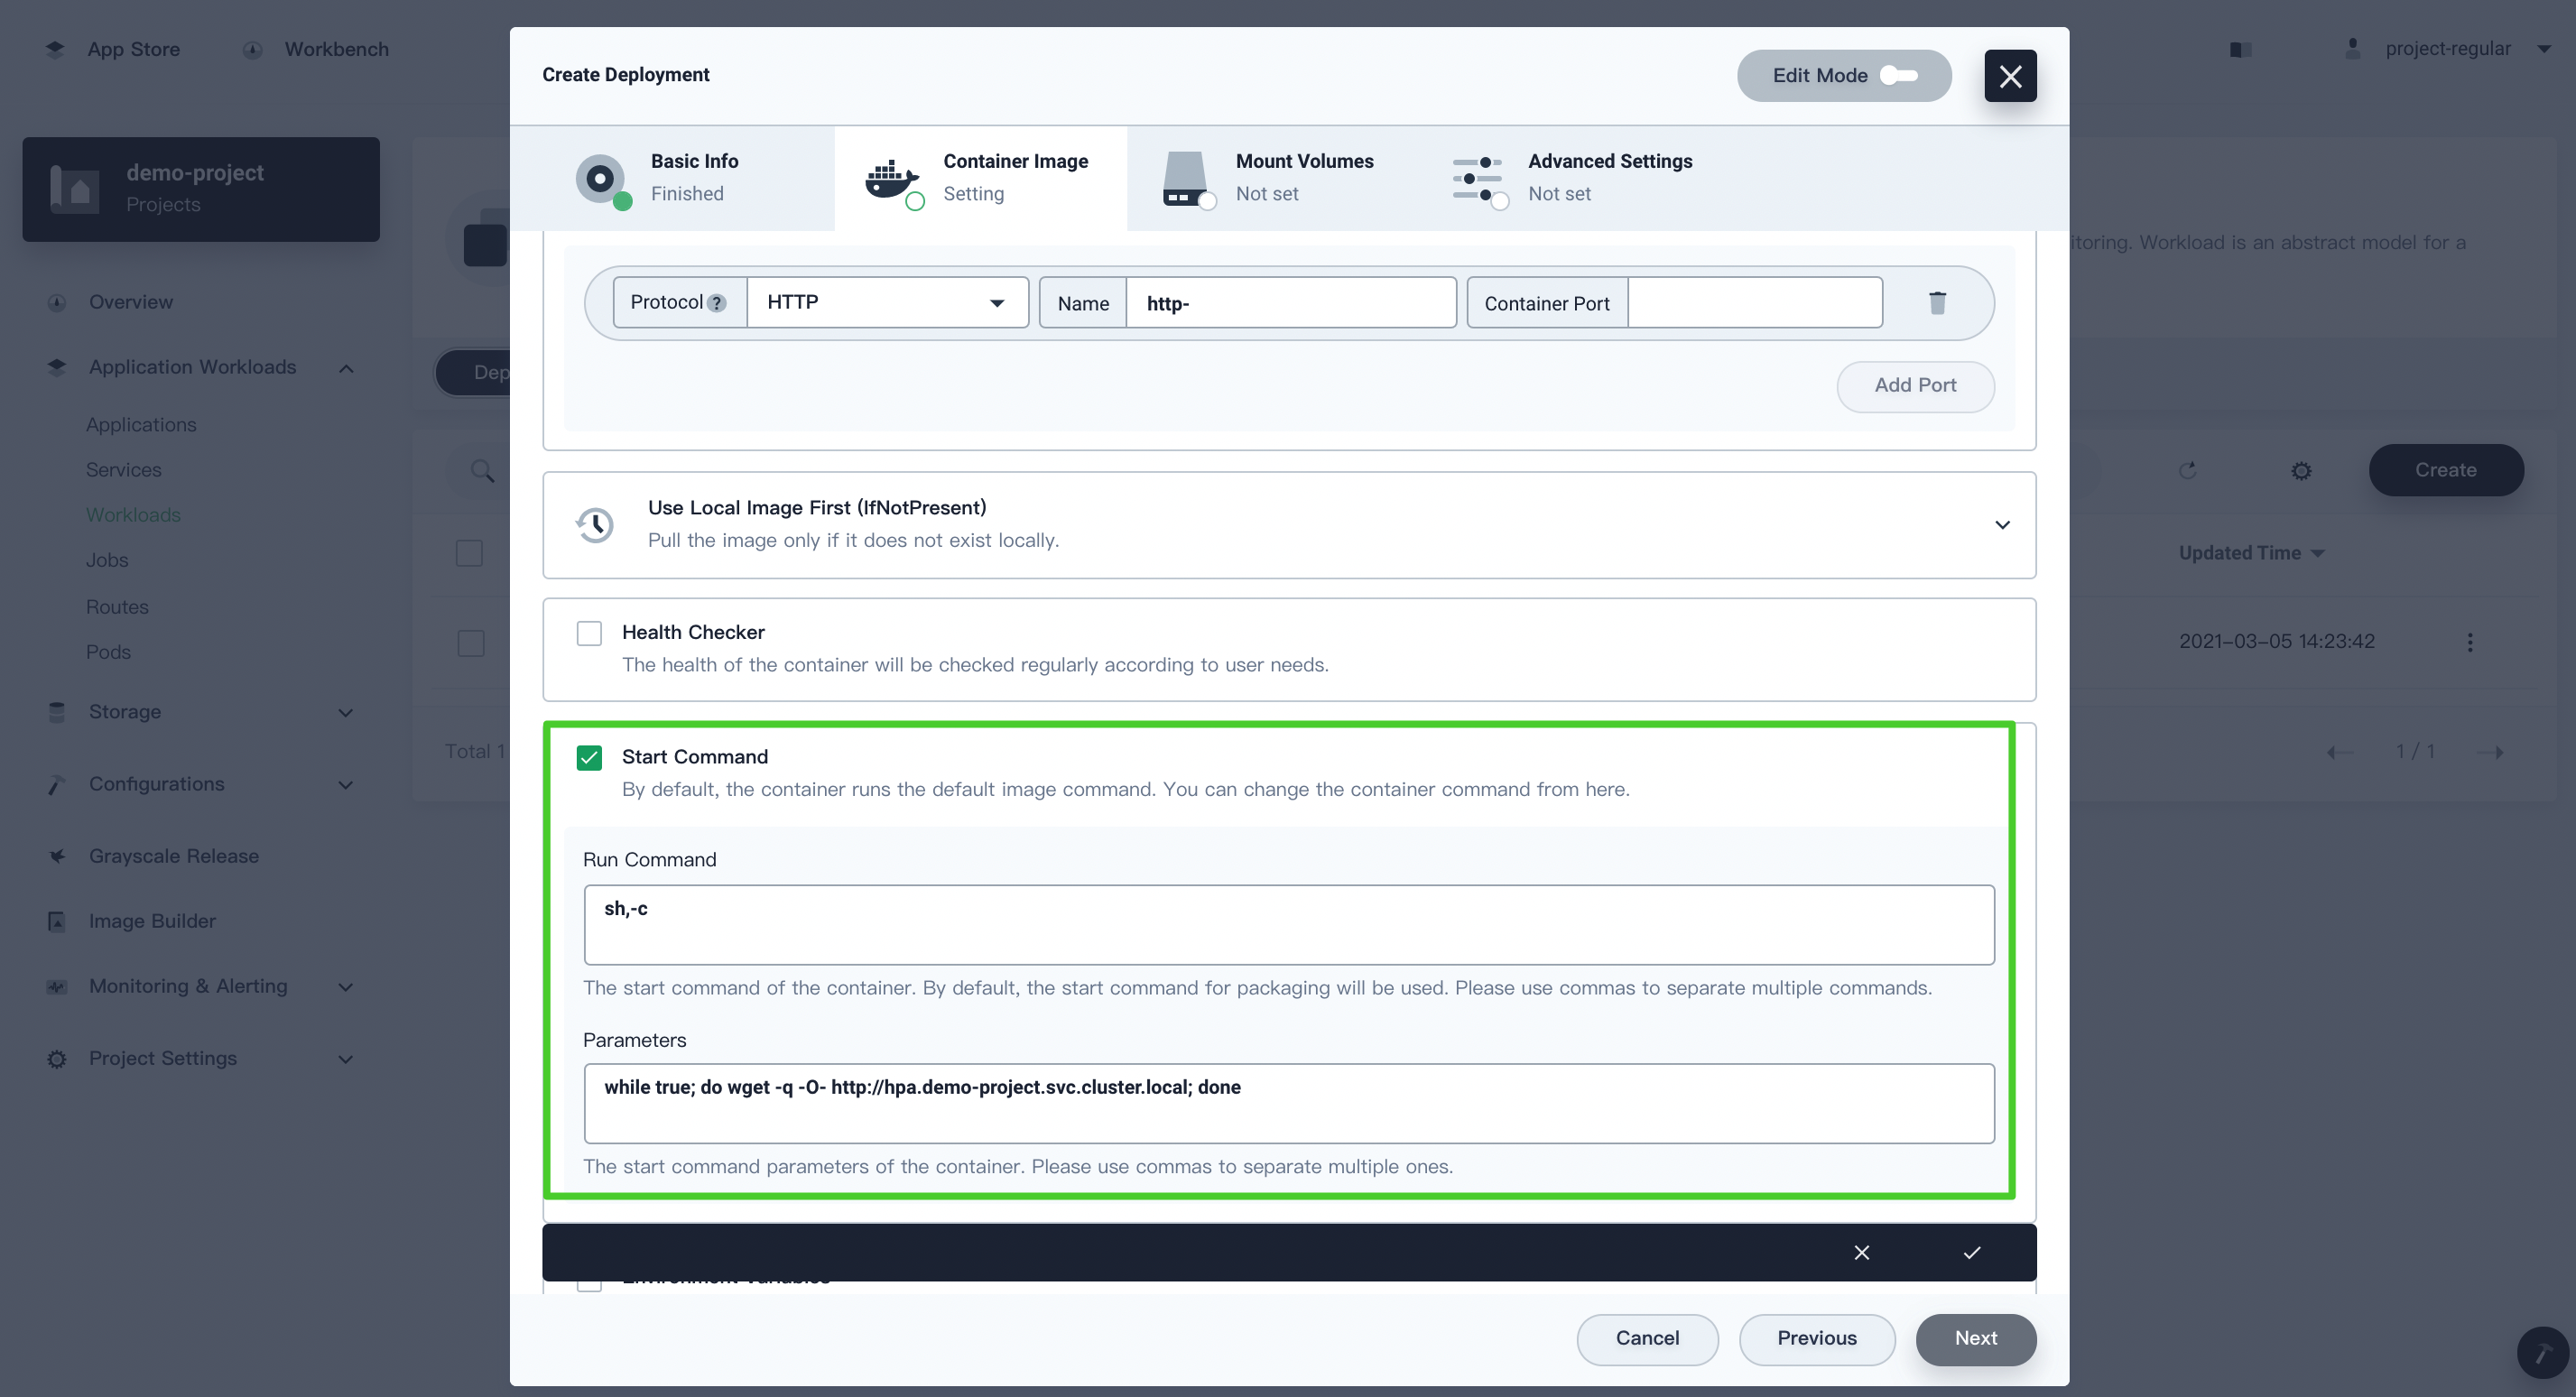 App Store
Workbench
project-regular
demo-project
Projects
Overview
Application Workloads
Applications
Services
Workloads
Jobs
Routes
Pods
Storage
Configurations
Grayscale Release
Image Builder
Monitoring & Alerting
Project Settings
itoring. Workload is an abstract model for a
Dep
Create
Updated Time
2021-03-05 14:23:42
Total 1
1 / 1
Create Deployment
Edit Mode
Basic Info
Finished
Container Image
Setting
Mount Volumes
Not set
Advanced Settings
Not set
Protocol ?
HTTP
Name
http-
Container Port
Add Port
Use Local Image First (IfNotPresent)
Pull the image only if it does not exist locally.
Health Checker
The health of the container will be checked regularly according to user needs.
Start Command
By default, the container runs the default image command. You can change the container command from here.
Run Command
sh,-c
The start command of the container. By default, the start command for packaging will be used. Please use commas to separate multiple commands.
Parameters
while true; do wget -q -O- http://hpa.demo-project.svc.cluster.local; done
The start command parameters of the container. Please use commas to separate multiple ones.
Environment Variables
Cancel
Previous
Next